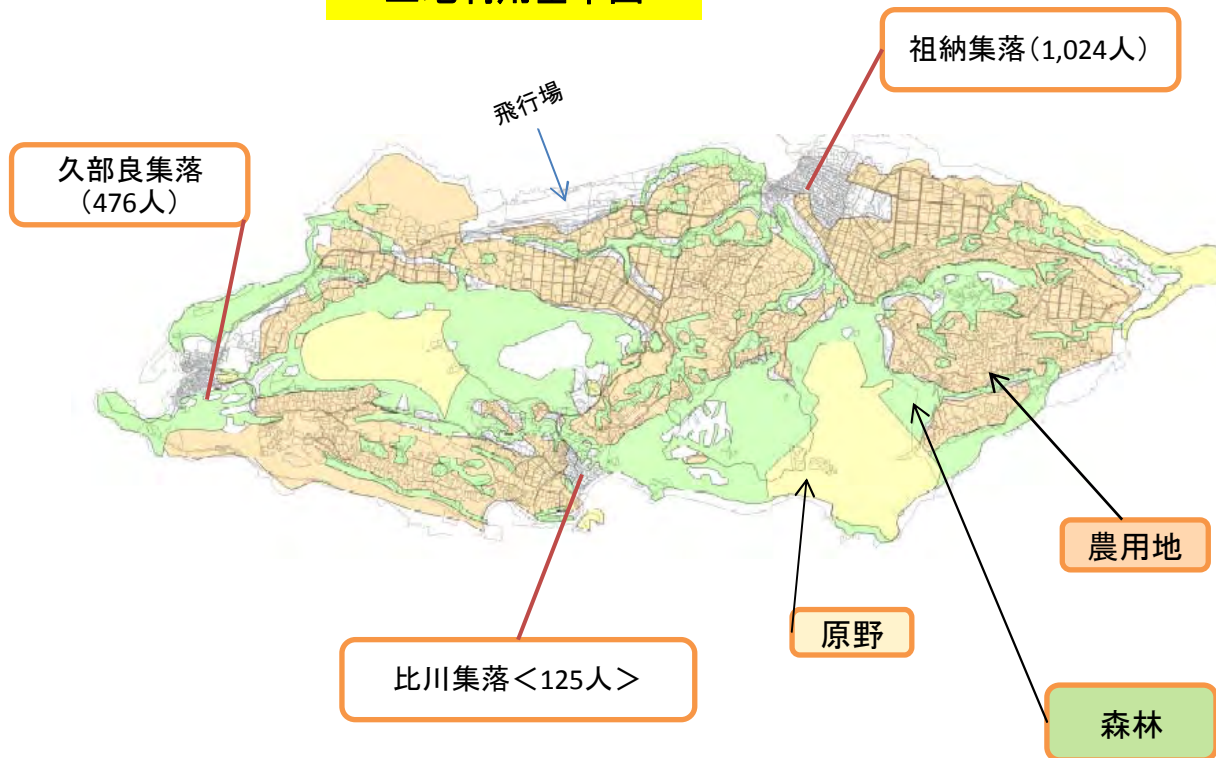 祖納集落(1,024人)
飛行場
久部良集落
(476人)
農用地
原野
比川集落<125人>
森林